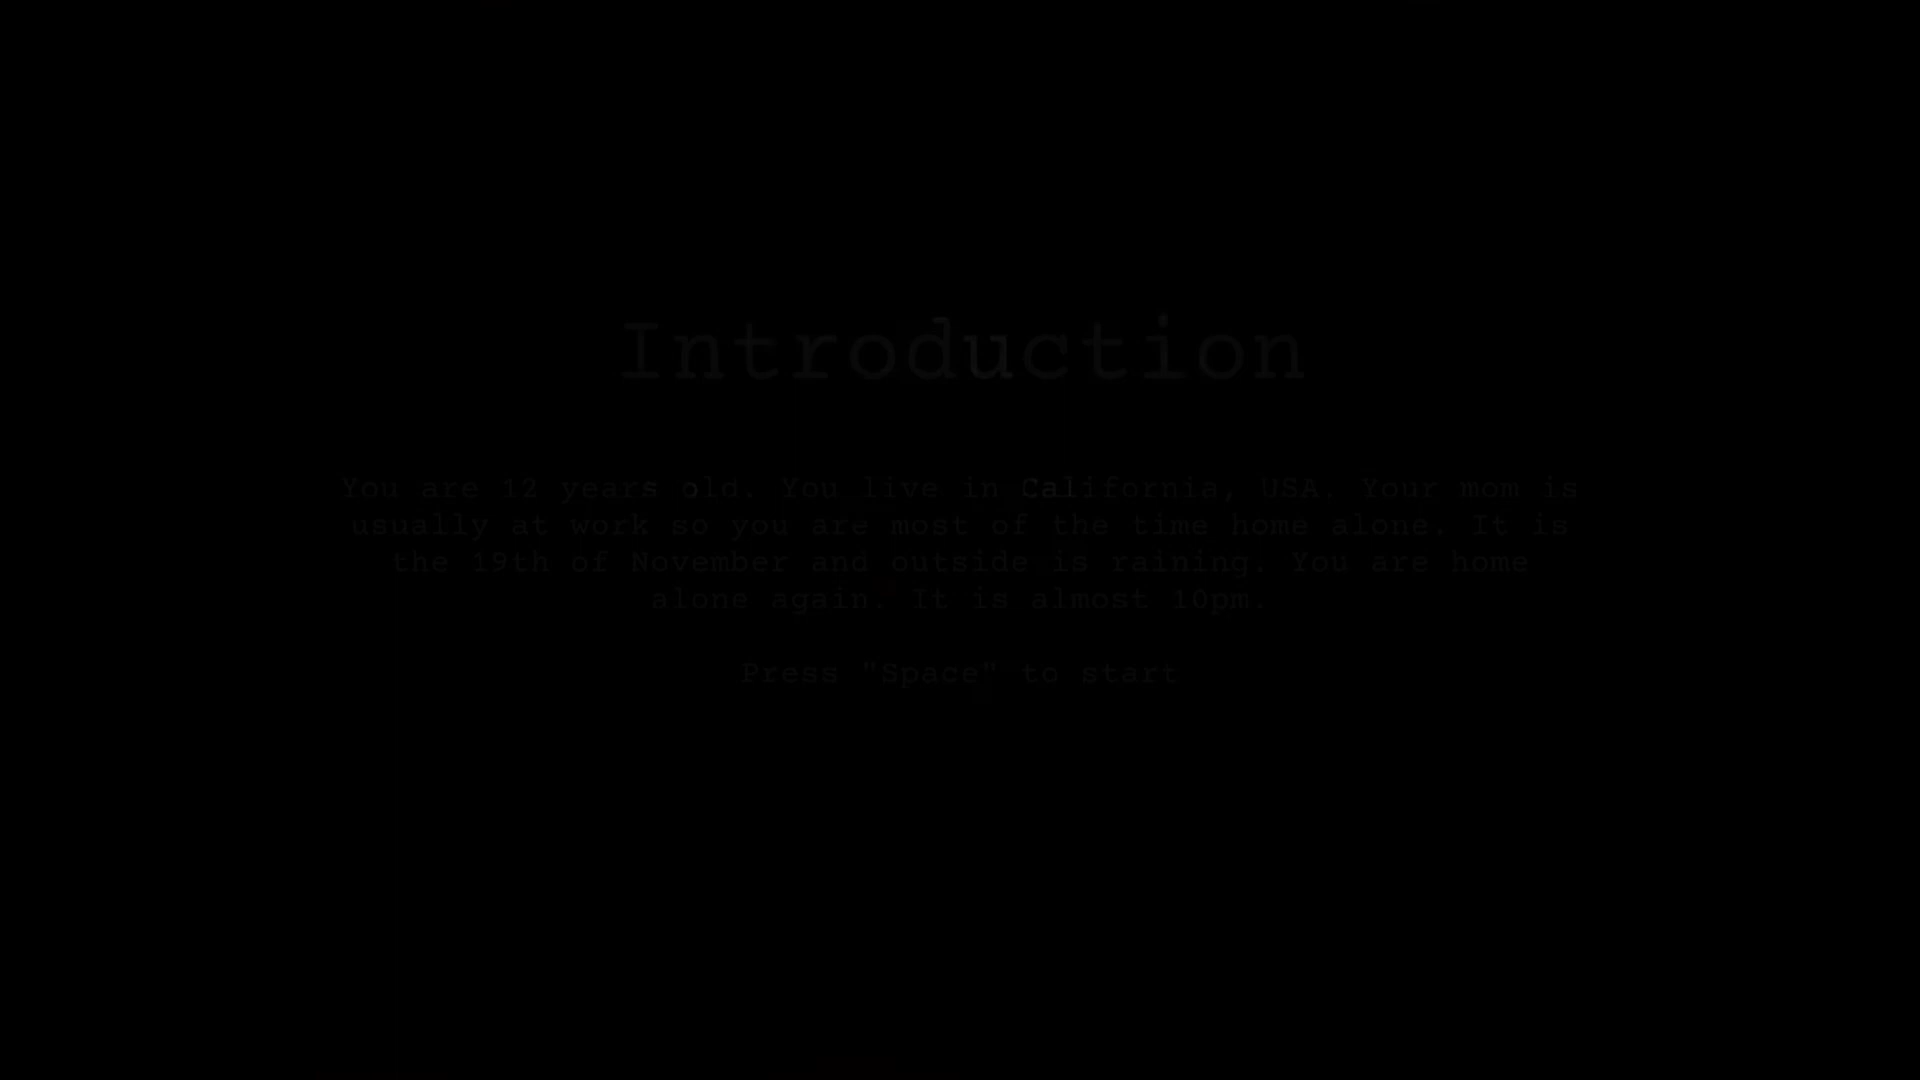 Introduction
You are 12 years old. You live in California, USA. Your mom is
usually at work so you are most of the time home alone. It is
the 19th of November and outside is raining. You are home
alone again. It is almost 10pm.
Press "Space" to start